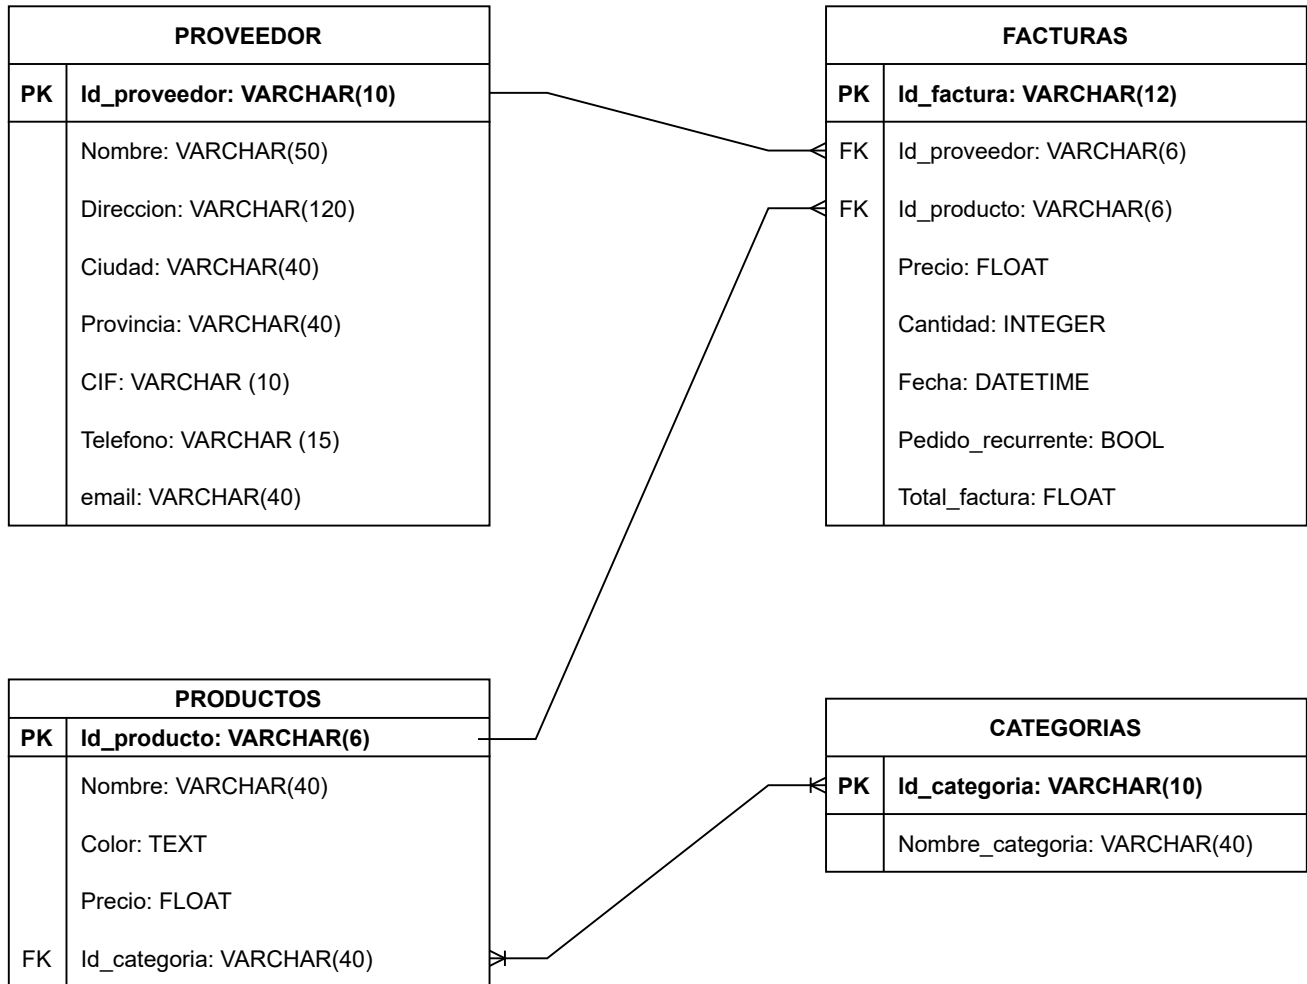 PROVEEDOR
PK Id_proveedor: VARCHAR(10)
Nombre: VARCHAR(50)
Direccion: VARCHAR(120)
Ciudad: VARCHAR(40)
Provincia: VARCHAR(40)
CIF: VARCHAR (10)
Telefono: VARCHAR (15)
email: VARCHAR(40)
FACTURAS
PK Id_factura: VARCHAR(12)
FK Id_proveedor: VARCHAR(6)
FK Id_producto: VARCHAR(6)
Precio: FLOAT
Cantidad: INTEGER
Fecha: DATETIME
Pedido_recurrente: BOOL
Total_factura: FLOAT
PRODUCTOS
PK Id_producto: VARCHAR(6)
Nombre: VARCHAR(40)
Color: TEXT
Precio: FLOAT
FK Id_categoria: VARCHAR(40)
CATEGORIAS
PK Id_categoria: VARCHAR(10)
Nombre_categoria: VARCHAR(40)